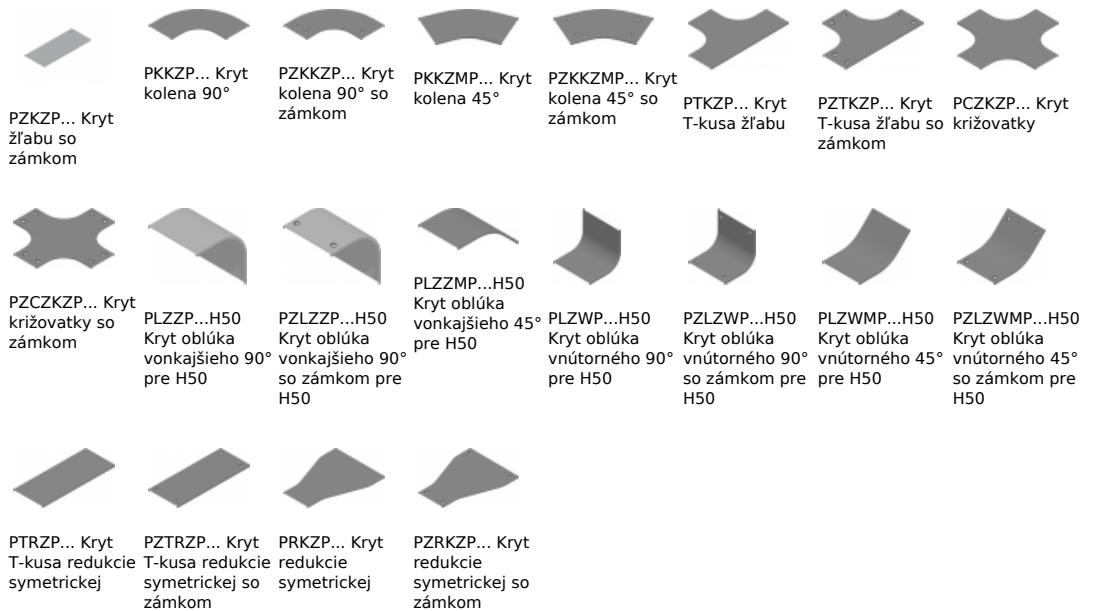 PZKZP... Kryt
žľabu so
zámkom
PKKZP... Kryt
kolena 90°
PZKKZP... Kryt
kolena 90° so
zámkom
PKKZMP... Kryt
kolena 45°
PZKKZMP... Kryt
kolena 45° so
zámkom
PTKZP... Kryt
T-kusa žľabu
PZTKZP... Kryt
T-kusa žľabu so
zámkom
PCZKZP... Kryt
križovatky
PZCZKZP... Kryt
križovatky so
zámkom
PLZZP...H50
Kryt oblúka
vonkajšieho 90°
pre H50
PZLZZP...H50
Kryt oblúka
vonkajšieho 90°
so zámkom pre
H50
PLZZMP...H50
Kryt oblúka
vonkajšieho 45°
pre H50
PLZWP...H50
Kryt oblúka
vnútorného 90°
pre H50
PZLZWP...H50
Kryt oblúka
vnútorného 90°
so zámkom pre
H50
PLZWMP...H50
Kryt oblúka
vnútorného 45°
pre H50
PZLZWMP...H50
Kryt oblúka
vnútorného 45°
so zámkom pre
H50
PTRZP... Kryt
T-kusa redukcie
symetrickej
PZTRZP... Kryt
T-kusa redukcie
symetrickej so
zámkom
PRKZP... Kryt
redukcie
symetrickej
PZRKZP... Kryt
redukcie
symetrickej so
zámkom